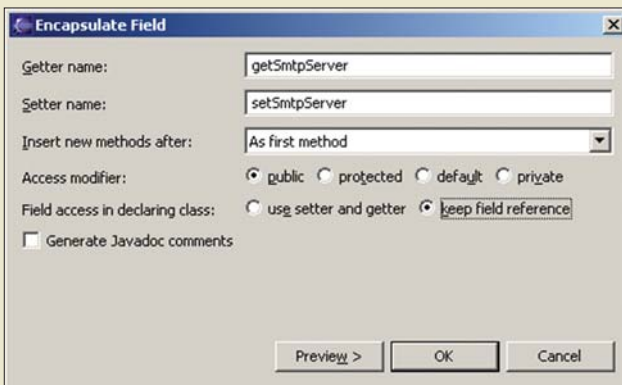 Encapsulate Field
Getter name: getSmtpServer
Setter name: setSmtpServer
Insert new methods after: As first method
Access modifier: public protected default private
Field access in declaring class: use setter and getter keep field reference
Generate Javadoc comments
Preview > OK Cancel